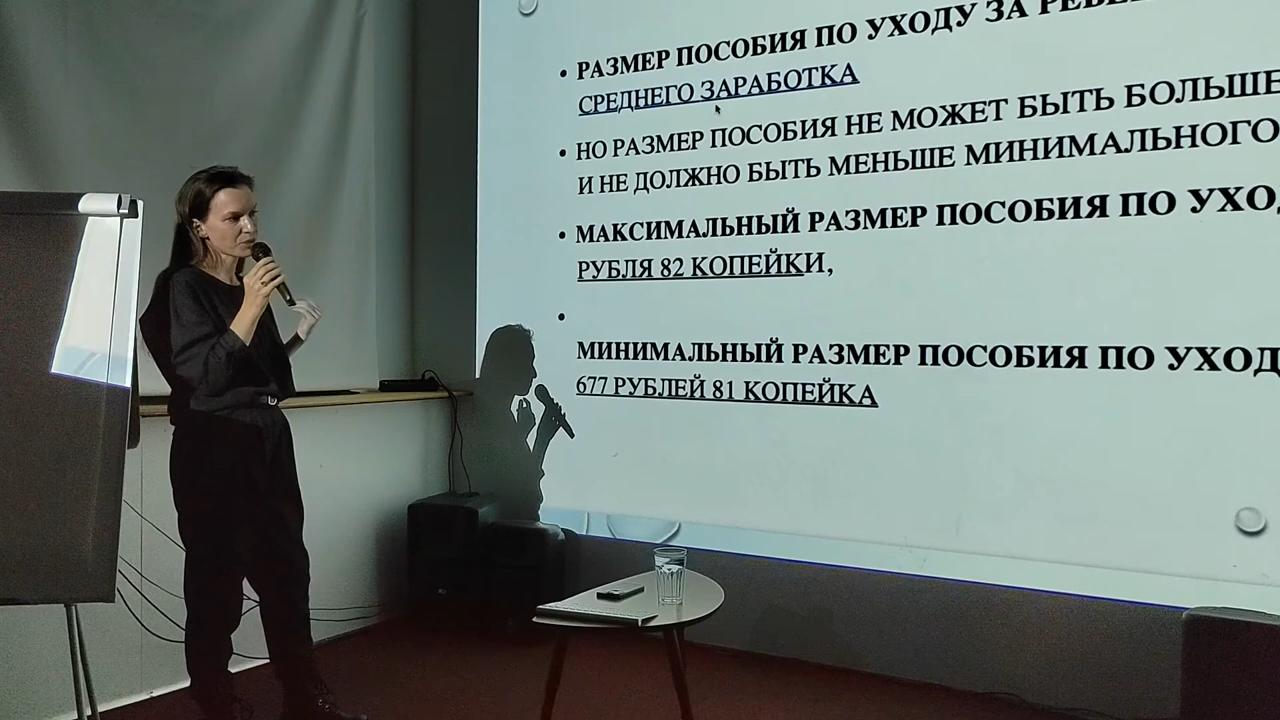 РАЗМЕР ПОСОБИЯ ПО УХОДУ ЗА
СРЕДНЕГО ЗАРАБОТКА
НО РАЗМЕР ПОСОБИЯ НЕ МОЖЕТ БЫТЬ БОЛЬШЕ
И НЕ ДОЛЖНО БЫТЬ МЕНЬШЕ МИНИМАЛЬНОГО
МАКСИМАЛЬНЫЙ РАЗМЕР ПОСОБИЯ ПО
РУБЛЯ 82 КОПЕЙКИ,
МИНИМАЛЬНЫЙ РАЗМЕР ПОСОБИЯ ПО
677 РУБЛЕЙ 81 КОПЕЙКА